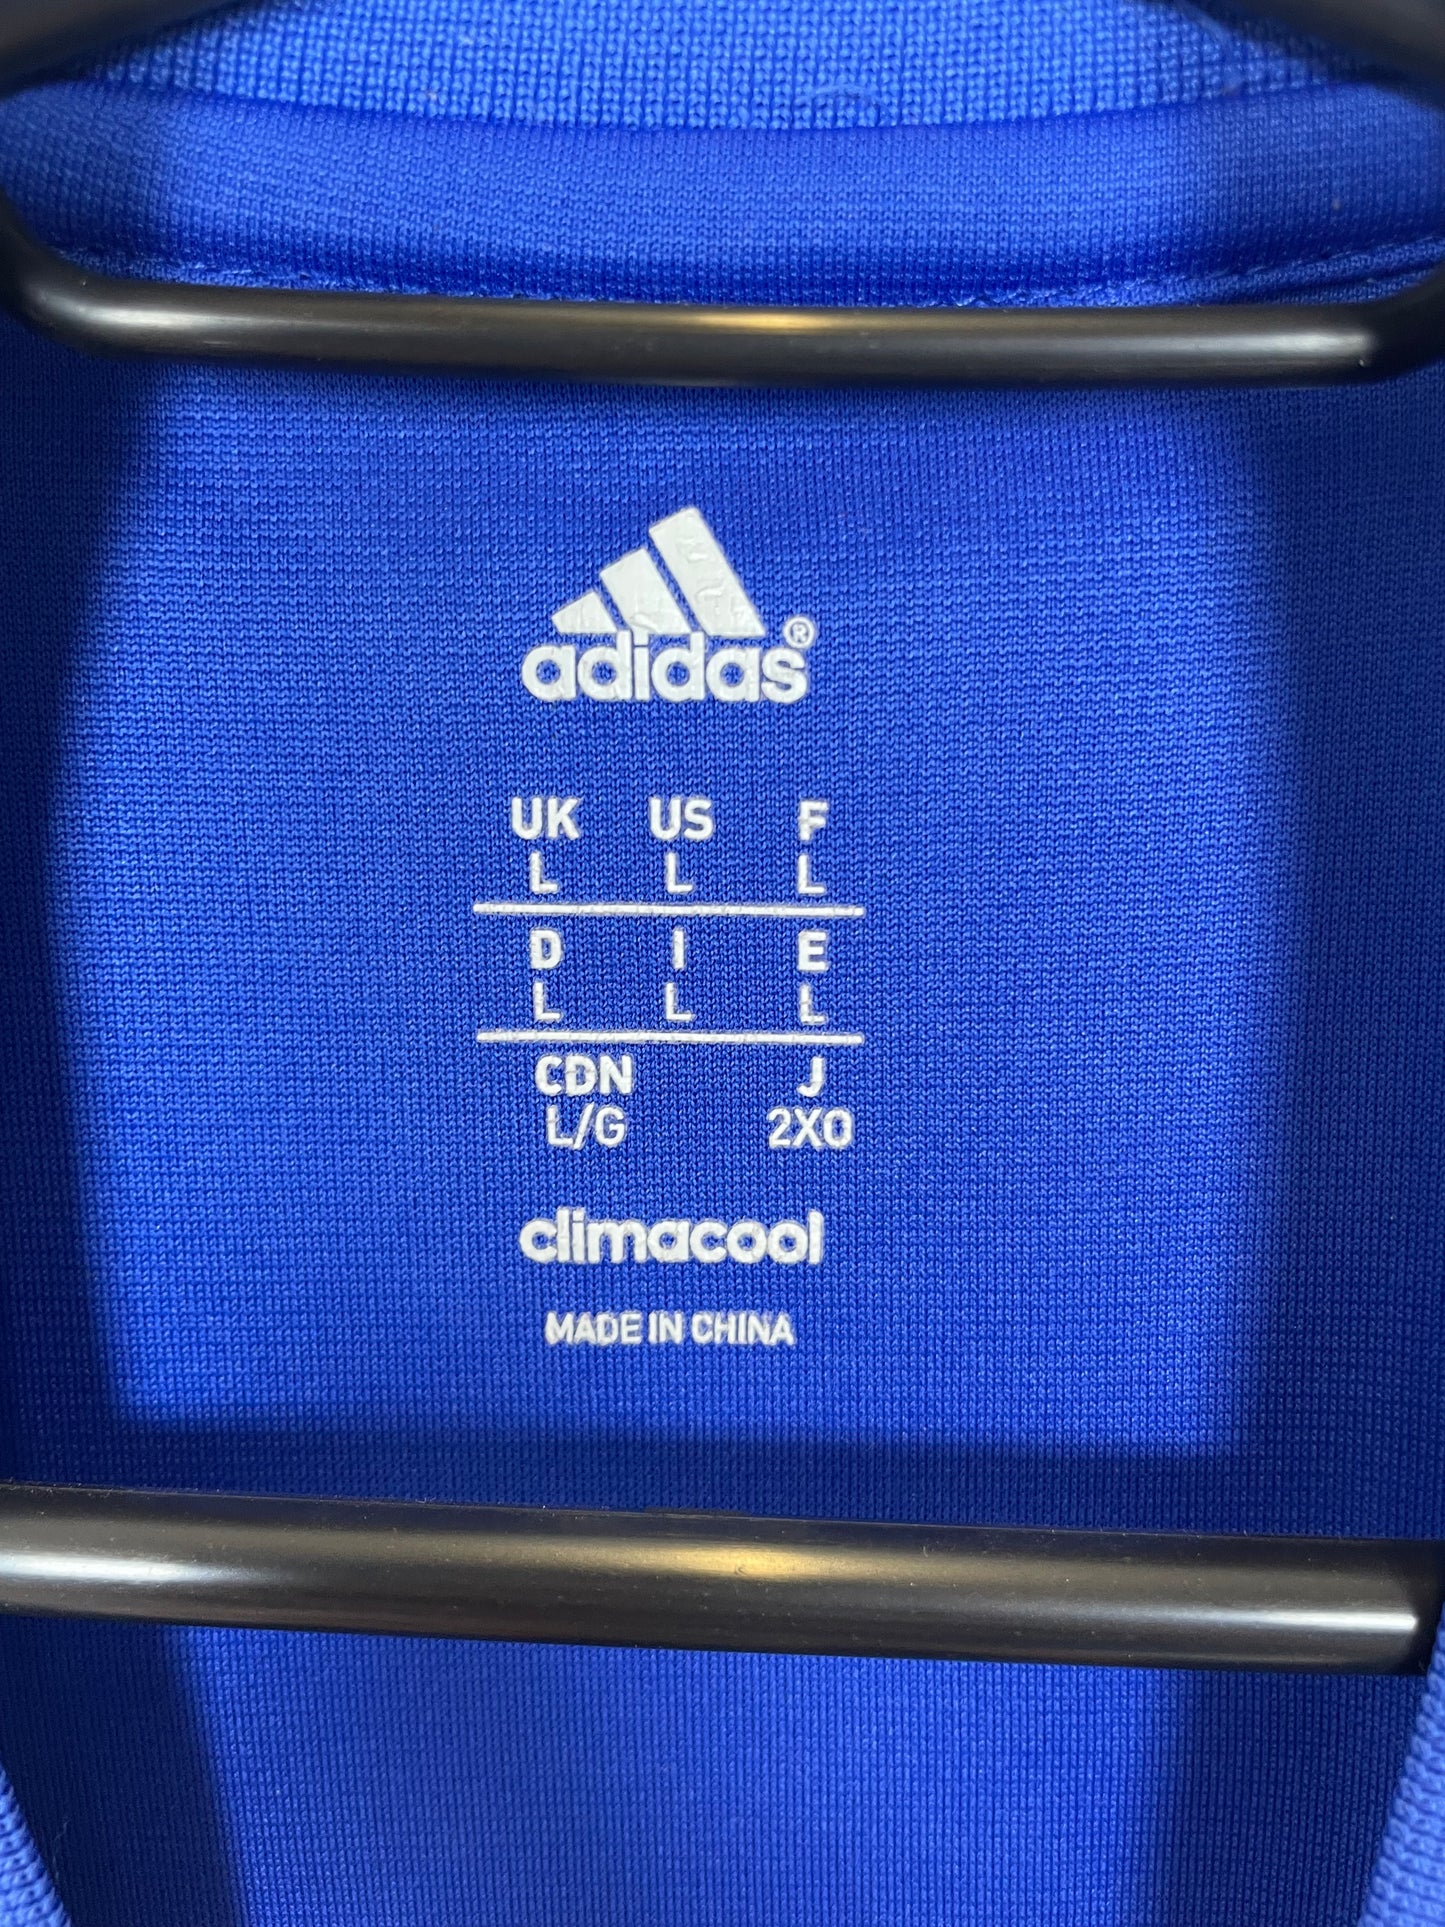 adidas®
UK US F
L L L
D I E
L L L
CDN J
L/G 2XO
climacool
MADE IN CHINA